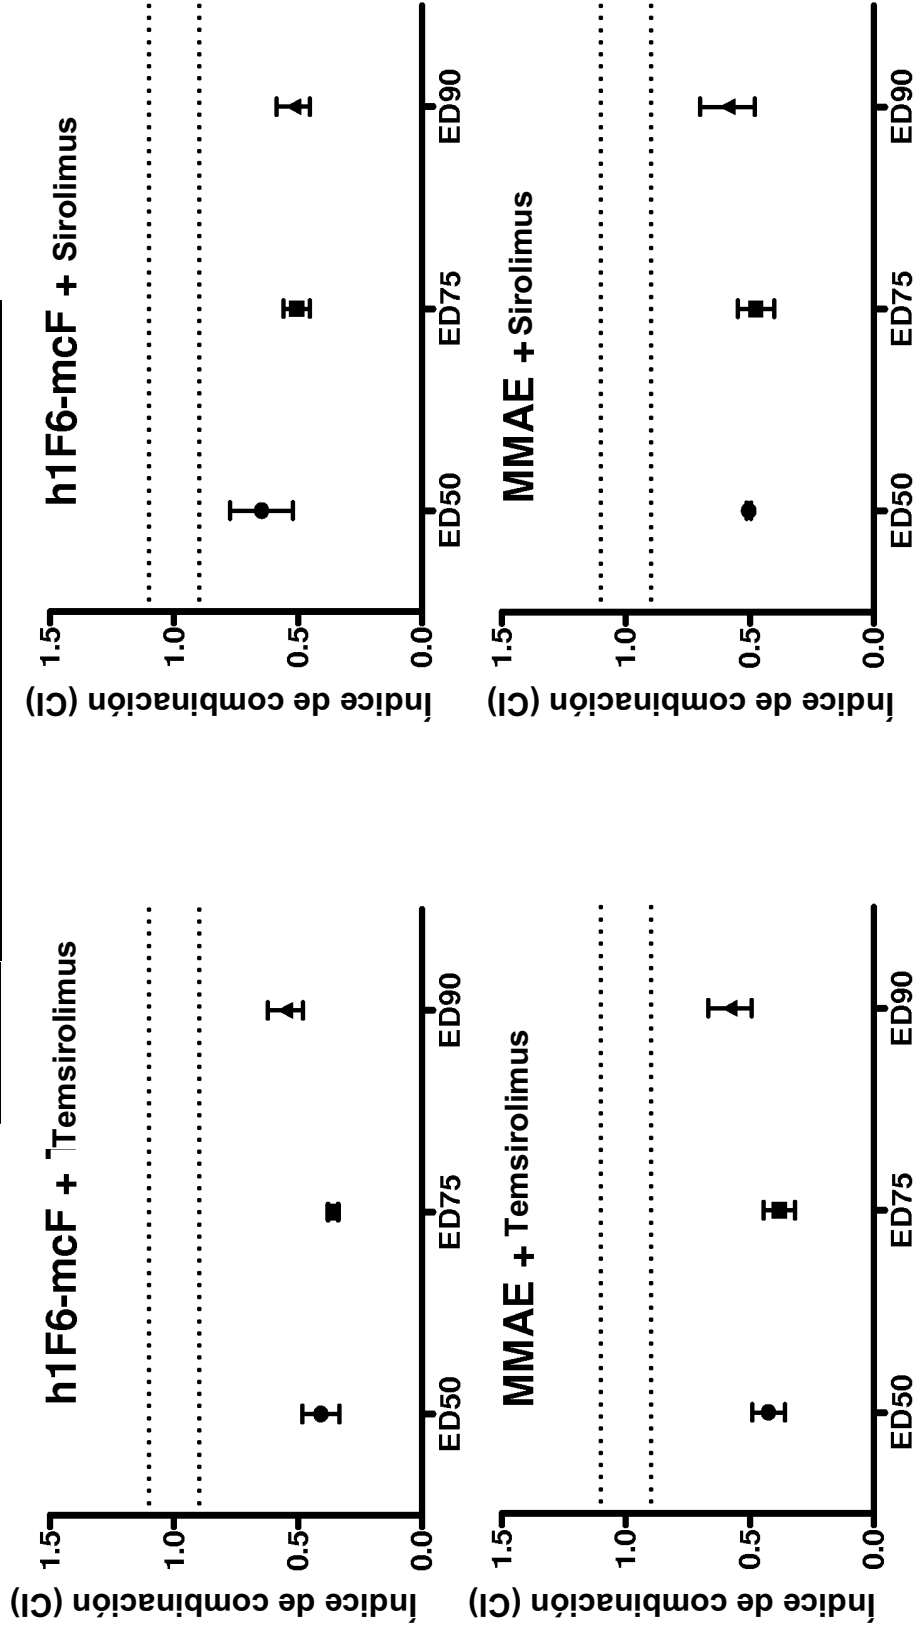 h1F6-mcF + Temsirolimus
Índice de combinación (CI)
1.5
1.0
0.5
0.0
ED50
ED75
ED90
h1F6-mcF + Sirolimus
Índice de combinación (CI)
1.5
1.0
0.5
0.0
ED50
ED75
ED90
MMAE + Temsirolimus
Índice de combinación (CI)
1.5
1.0
0.5
0.0
ED50
ED75
ED90
MMAE + Sirolimus
Índice de combinación (CI)
1.5
1.0
0.5
0.0
ED50
ED75
ED90